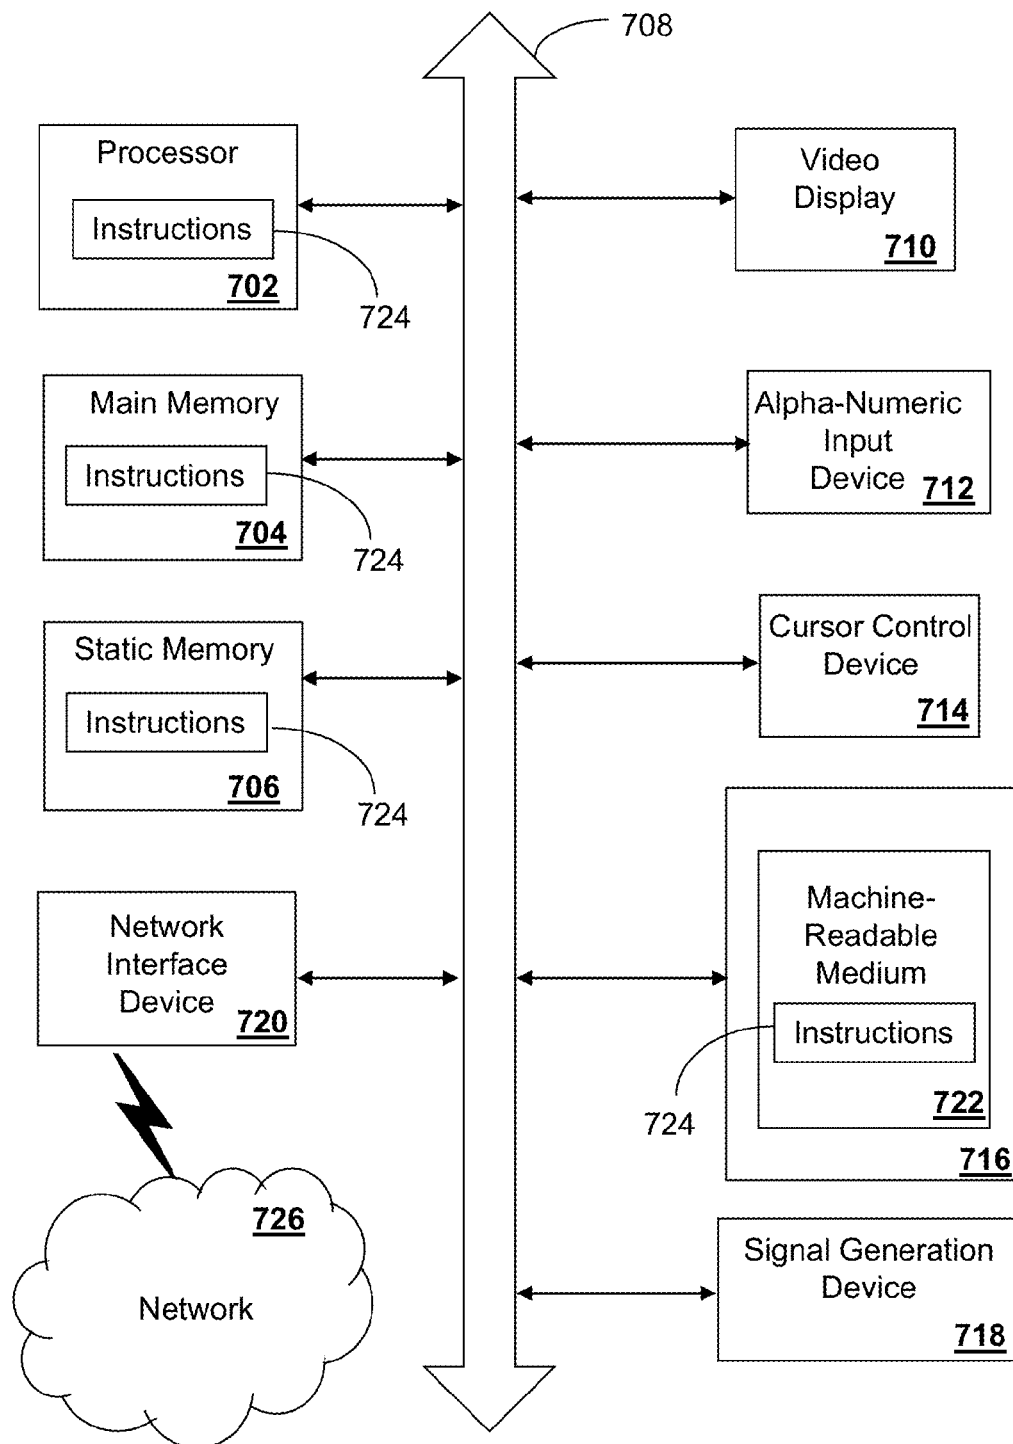 708
Processor
Instructions
702
724
Main Memory
Instructions
704
724
Static Memory
Instructions
706
724
Network
Interface
Device
720
726
Network
Video
Display
710
Alpha-Numeric
Input
Device
712
Cursor Control
Device
714
Machine-
Readable
Medium
Instructions
722
724
716
Signal Generation
Device
718